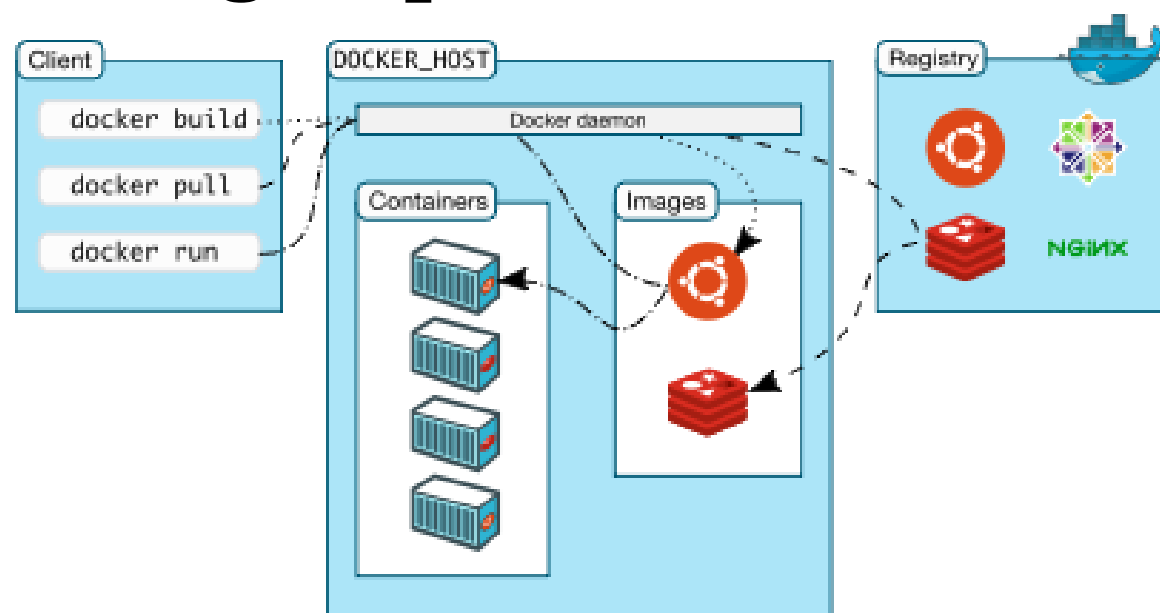 Client
docker build
docker pull
docker run
DOCKER_HOST
Docker daemon
Containers
Images
Registry
NGiNX